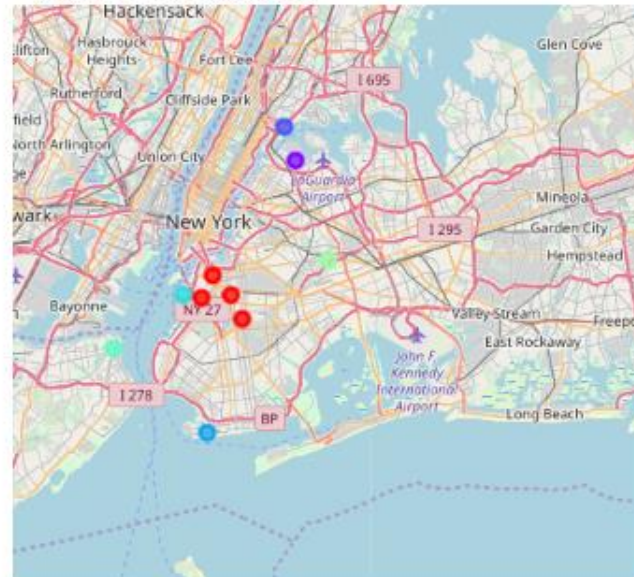 Hackensack
Clifton
Hasbrouck
Heights
Fort Lee
Glen Cove
I 695
Rutherford
Cliffside Park
North Arlington
Union City
LaGuardia
Airport
Mineola
New York
I 295
Garden City
Hempstead
Bayonne
NY 27
Valley Stream
Freepo
East Rockaway
John F.
Kennedy
International
Airport
I 278
BP
Long Beach